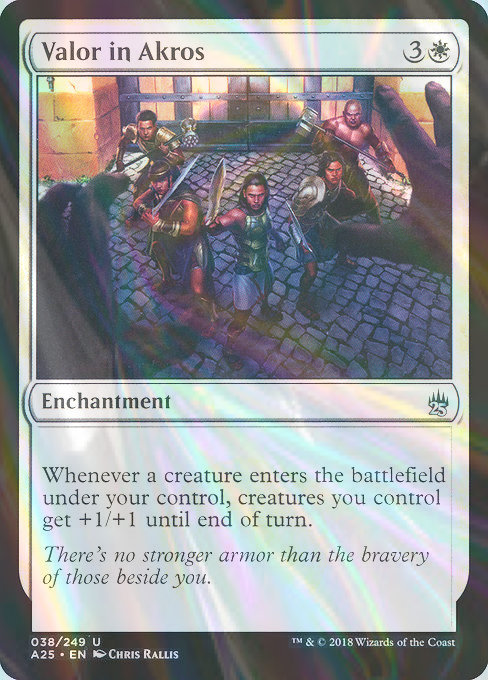 Valor in Akros 3
Enchantment 25
Whenever a creature enters the battlefield
under your control, creatures you control
get +1/+1 until end of turn.
There's no stronger armor than the bravery
of those beside you.
038/249 U
™ & © 2018 Wizards of the Coast
A25 • EN Chris Rallis